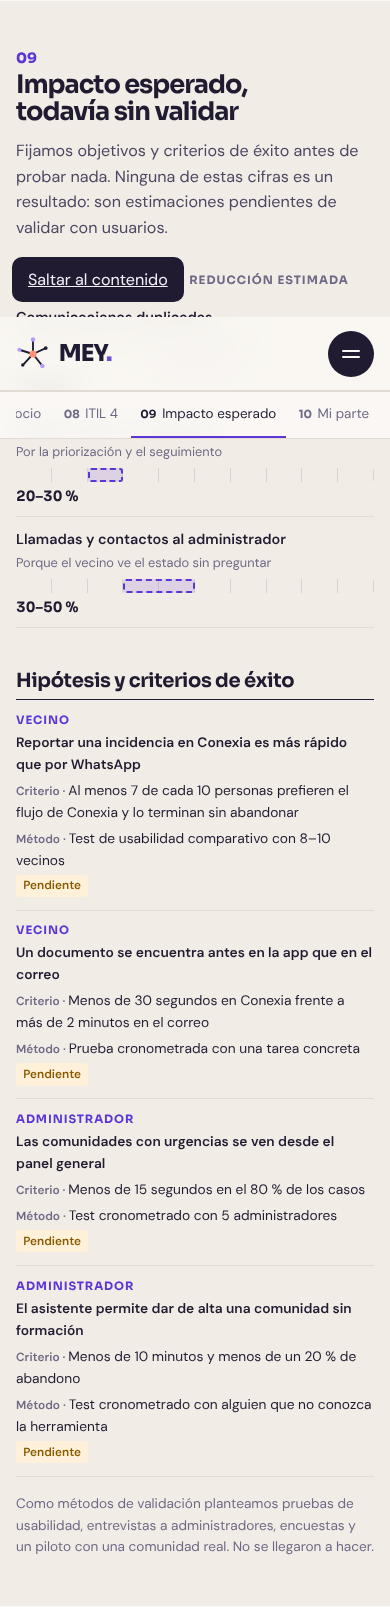 09
Impacto esperado,
todavía sin validar
Fijamos objetivos y criterios de éxito antes de
probar nada. Ninguna de estas cifras es un
resultado: son estimaciones pendientes de
validar con usuarios.
Saltar al contenido
REDUCCIÓN ESTIMADA
Comunicaciones duplicadas
MEY.
ocio 08 ITIL 4 09 Impacto esperado 10 Mi parte
Por la priorización y el seguimiento
20–30 %
Llamadas y contactos al administrador
Porque el vecino ve el estado sin preguntar
30–50 %
Hipótesis y criterios de éxito
VECINO
Reportar una incidencia en Conexia es más rápido
que por WhatsApp
Criterio · Al menos 7 de cada 10 personas prefieren el
flujo de Conexia y lo terminan sin abandonar
Método · Test de usabilidad comparativo con 8–10
vecinos
Pendiente
VECINO
Un documento se encuentra antes en la app que en el
correo
Criterio · Menos de 30 segundos en Conexia frente a
más de 2 minutos en el correo
Método · Prueba cronometrada con una tarea concreta
Pendiente
ADMINISTRADOR
Las comunidades con urgencias se ven desde el
panel general
Criterio · Menos de 15 segundos en el 80 % de los casos
Método · Test cronometrado con 5 administradores
Pendiente
ADMINISTRADOR
El asistente permite dar de alta una comunidad sin
formación
Criterio · Menos de 10 minutos y menos de un 20 % de
abandono
Método · Test cronometrado con alguien que no conozca
la herramienta
Pendiente
Como métodos de validación planteamos pruebas de
usabilidad, entrevistas a administradores, encuestas y
un piloto con una comunidad real. No se llegaron a hacer.